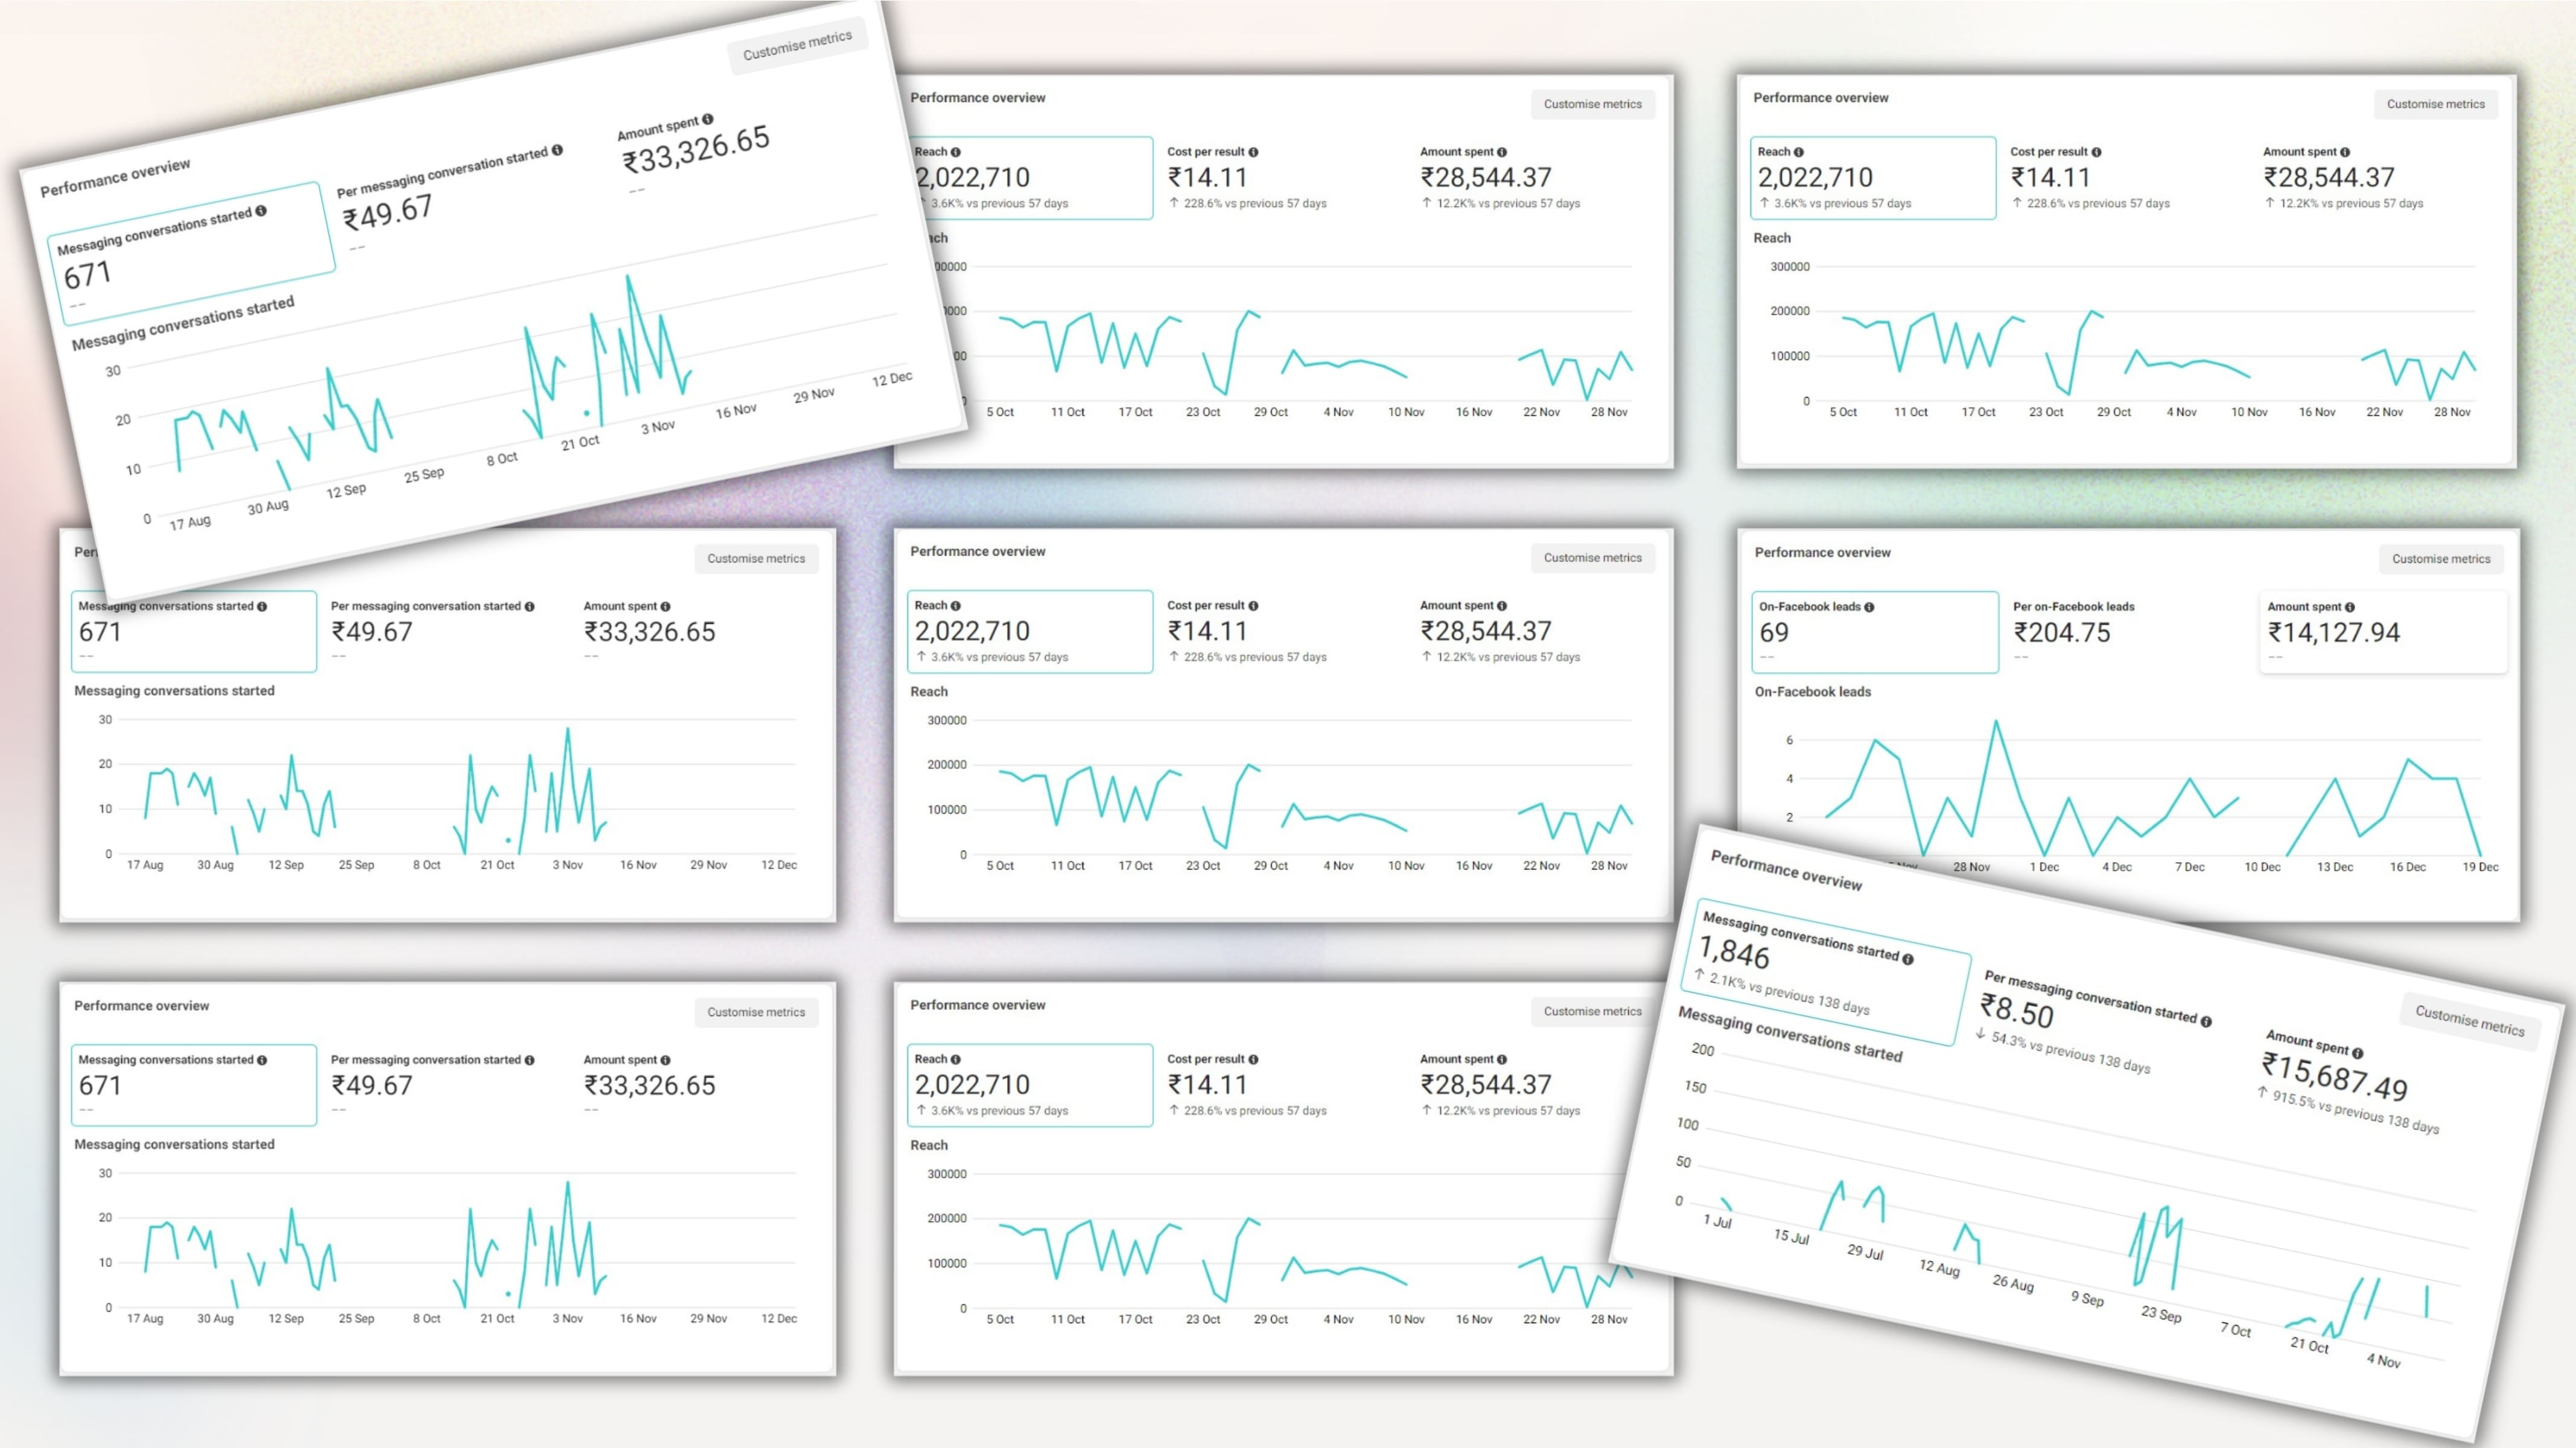 Customise metrics
Performance overview
Messaging conversations started
671
--
Per messaging conversation started
₹49.67
--
Amount spent
₹33,326.65
--
Messaging conversations started
30
20
10
0
17 Aug 30 Aug 12 Sep 25 Sep 8 Oct 21 Oct 3 Nov 16 Nov 29 Nov 12 Dec
Performance overview
Customise metrics
Reach Cost per result Amount spent
2,022,710 ₹14.11 ₹28,544.37
↑ 3.6K% vs previous 57 days ↑ 228.6% vs previous 57 days ↑ 12.2K% vs previous 57 days
5 Oct 11 Oct 17 Oct 23 Oct 29 Oct 4 Nov 10 Nov 16 Nov 22 Nov 28 Nov
Performance overview
Customise metrics
Reach Cost per result Amount spent
2,022,710 ₹14.11 ₹28,544.37
↑ 3.6K% vs previous 57 days ↑ 228.6% vs previous 57 days ↑ 12.2K% vs previous 57 days
Reach
300000
200000
100000
0
5 Oct 11 Oct 17 Oct 23 Oct 29 Oct 4 Nov 10 Nov 16 Nov 22 Nov 28 Nov
Customise metrics
Messaging conversations started Per messaging conversation started Amount spent
671 ₹49.67 ₹33,326.65
-- -- --
Messaging conversations started
30
20
10
0
17 Aug 30 Aug 12 Sep 25 Sep 8 Oct 21 Oct 3 Nov 16 Nov 29 Nov 12 Dec
Performance overview
Customise metrics
Reach Cost per result Amount spent
2,022,710 ₹14.11 ₹28,544.37
↑ 3.6K% vs previous 57 days ↑ 228.6% vs previous 57 days ↑ 12.2K% vs previous 57 days
Reach
300000
200000
100000
0
5 Oct 11 Oct 17 Oct 23 Oct 29 Oct 4 Nov 10 Nov 16 Nov 22 Nov 28 Nov
Performance overview
Customise metrics
On-Facebook leads Per on-Facebook leads Amount spent
69 ₹204.75 ₹14,127.94
-- -- --
On-Facebook leads
6
4
2
28 Nov 1 Dec 4 Dec 7 Dec 10 Dec 13 Dec 16 Dec 19 Dec
Performance overview
Customise metrics
Messaging conversations started Per messaging conversation started Amount spent
671 ₹49.67 ₹33,326.65
-- -- --
Messaging conversations started
30
20
10
0
17 Aug 30 Aug 12 Sep 25 Sep 8 Oct 21 Oct 3 Nov 16 Nov 29 Nov 12 Dec
Performance overview
Customise metrics
Reach Cost per result Amount spent
2,022,710 ₹14.11 ₹28,544.37
↑ 3.6K% vs previous 57 days ↑ 228.6% vs previous 57 days ↑ 12.2K% vs previous 57 days
Reach
300000
200000
100000
0
5 Oct 11 Oct 17 Oct 23 Oct 29 Oct 4 Nov 10 Nov 16 Nov 22 Nov 28 Nov
Performance overview
Customise metrics
Messaging conversations started
1,846
↑ 2.1K% vs previous 138 days
Per messaging conversation started
₹8.50
↓ 54.3% vs previous 138 days
Amount spent
₹15,687.49
↑ 915.5% vs previous 138 days
Messaging conversations started
200
150
100
50
0
1 Jul 15 Jul 29 Jul 12 Aug 26 Aug 9 Sep 23 Sep 7 Oct 21 Oct 4 Nov